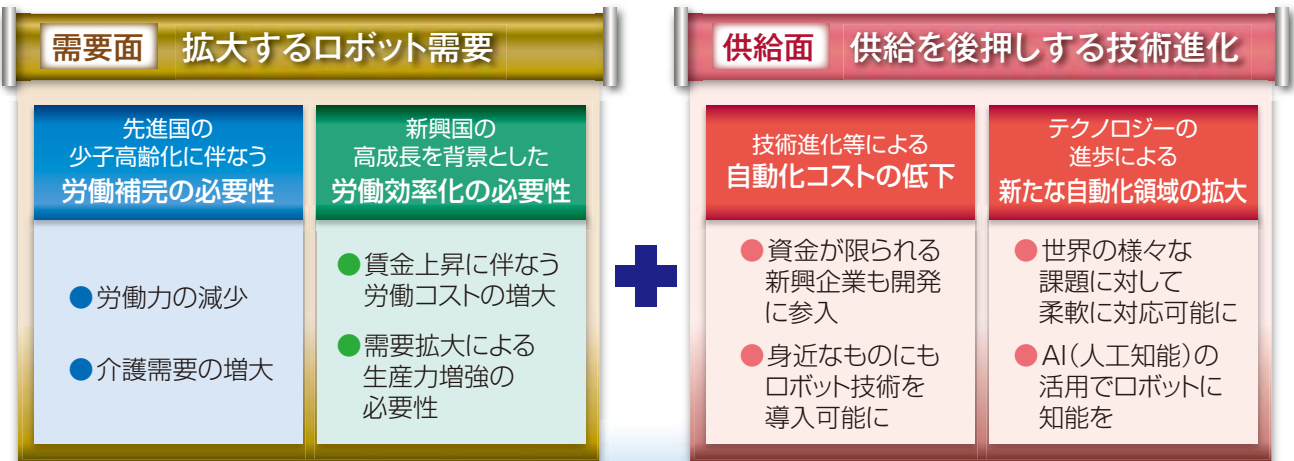 需要面 拡大するロボット需要
先進国の
少子高齢化に伴なう
労働補完の必要性
●労働力の減少
●介護需要の増大
新興国の
高成長を背景とした
労働効率化の必要性
●賃金上昇に伴なう
労働コストの増大
●需要拡大による
生産力増強の
必要性
供給面 供給を後押しする技術進化
技術進化等による
自動化コストの低下
●資金が限られる
新興企業も開発
に参入
●身近なものにも
ロボット技術を
導入可能に
テクノロジーの
進歩による
新たな自動化領域の拡大
●世界の様々な
課題に対して
柔軟に対応可能に
●AI(人工知能)の
活用でロボットに
知能を